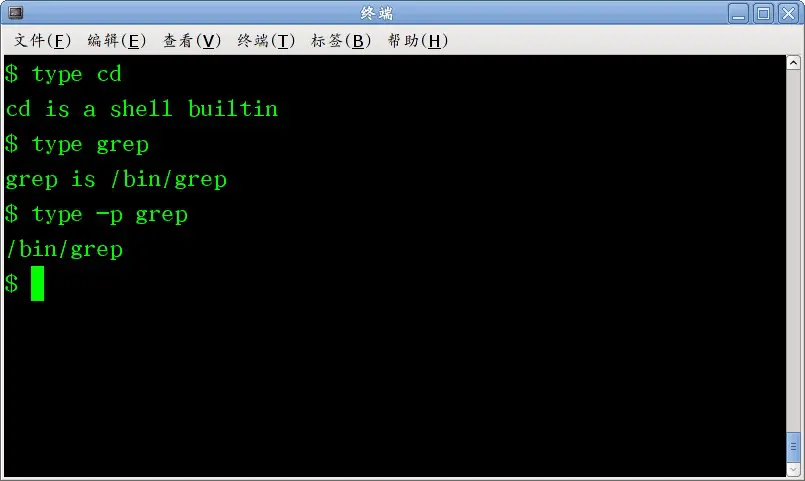 终端
文件(F) 编辑(E) 查看(V) 终端(T) 标签(B) 帮助(H)
$ type cd
cd is a shell builtin
$ type grep
grep is /bin/grep
$ type -p grep
/bin/grep
$